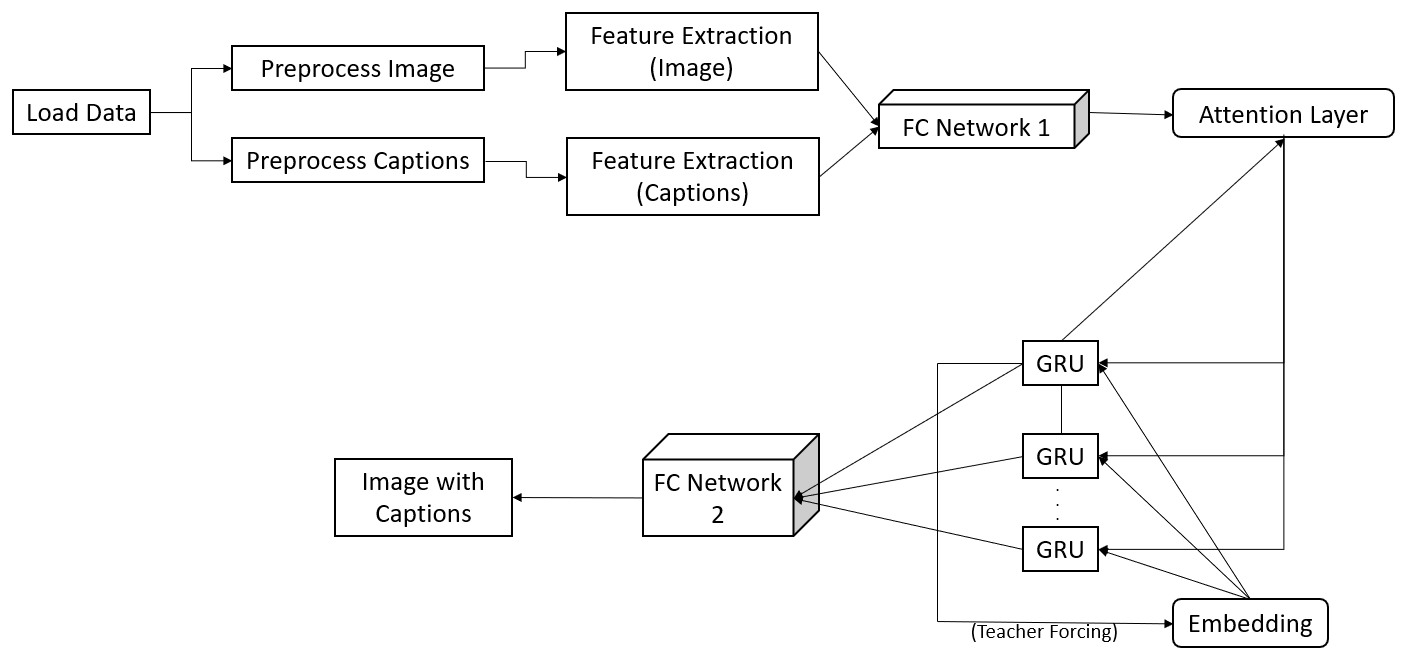 Load Data
Preprocess Image
Preprocess Captions
Feature Extraction
(Image)
Feature Extraction
(Captions)
FC Network 1
Attention Layer
GRU
GRU
GRU
FC Network
2
Image with
Captions
(Teacher Forcing)
Embedding